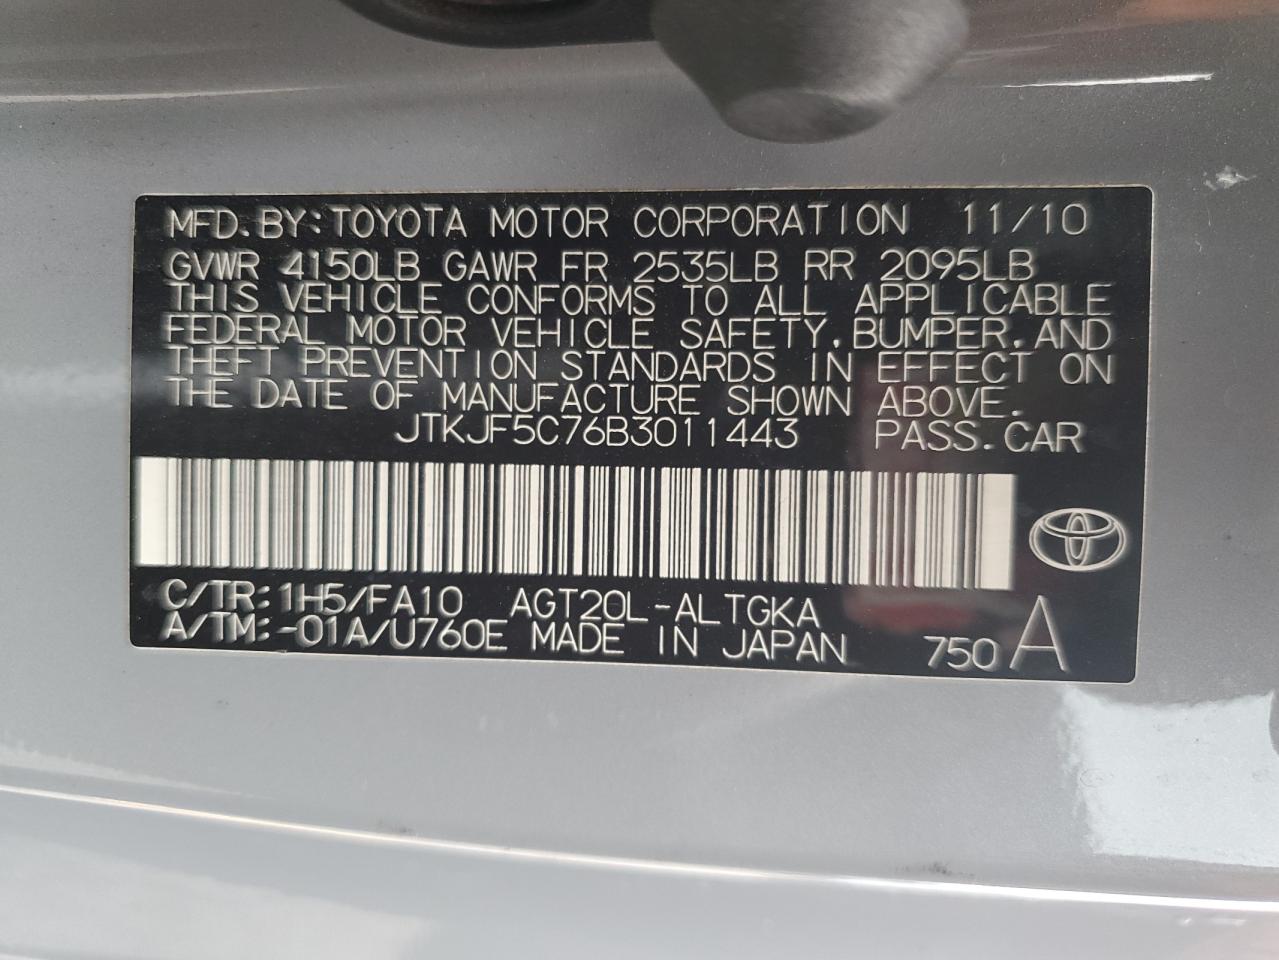 MFD.BY:TOYOTA MOTOR CORPORATION 11/10
GVWR 4150LB GAWR FR 2535LB RR 2095LB
THIS VEHICLE CONFORMS TO ALL APPLICABLE
FEDERAL MOTOR VEHICLE SAFETY,BUMPER,AND
THEFT PREVENTION STANDARDS IN EFFECT ON
THE DATE OF MANUFACTURE SHOWN ABOVE.
JTKJF5C76B3011443 PASS.CAR
C/TR:1H5/FA10 AGT20L-ALTGKA
A/TM:-01A/U760E MADE IN JAPAN 750 A